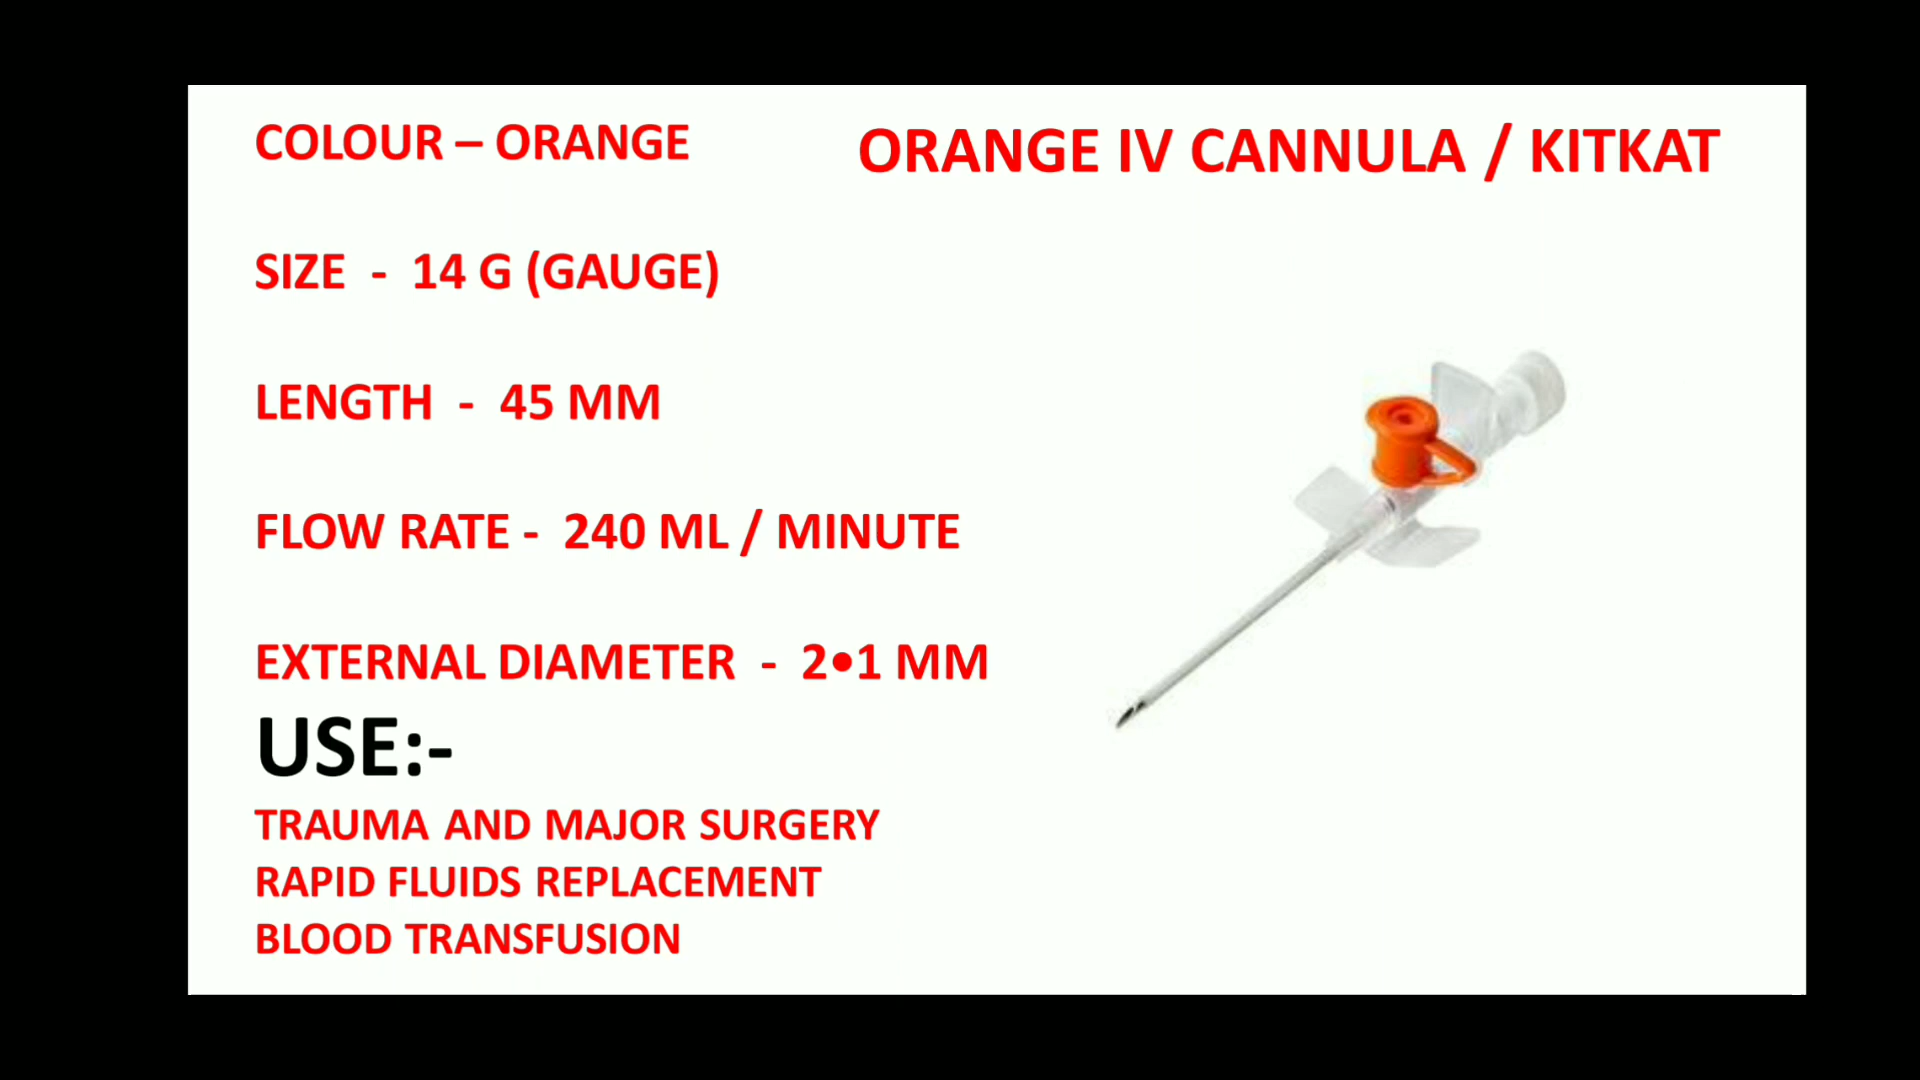 COLOUR – ORANGE
ORANGE IV CANNULA / KITKAT
SIZE - 14 G (GAUGE)
LENGTH - 45 MM
FLOW RATE - 240 ML / MINUTE
EXTERNAL DIAMETER - 2•1 MM
USE:-
TRAUMA AND MAJOR SURGERY
RAPID FLUIDS REPLACEMENT
BLOOD TRANSFUSION